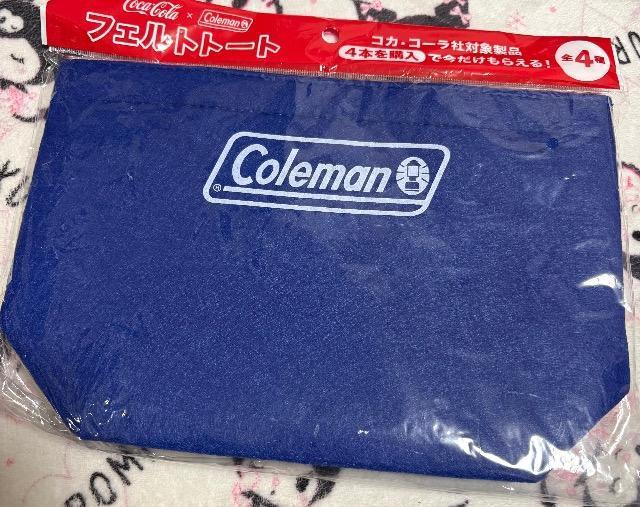 Coca-Cola × Coleman
フェルトトート
コカ・コーラ社対象製品
4本を購入で今だけもらえる！
全4種
Coleman
®